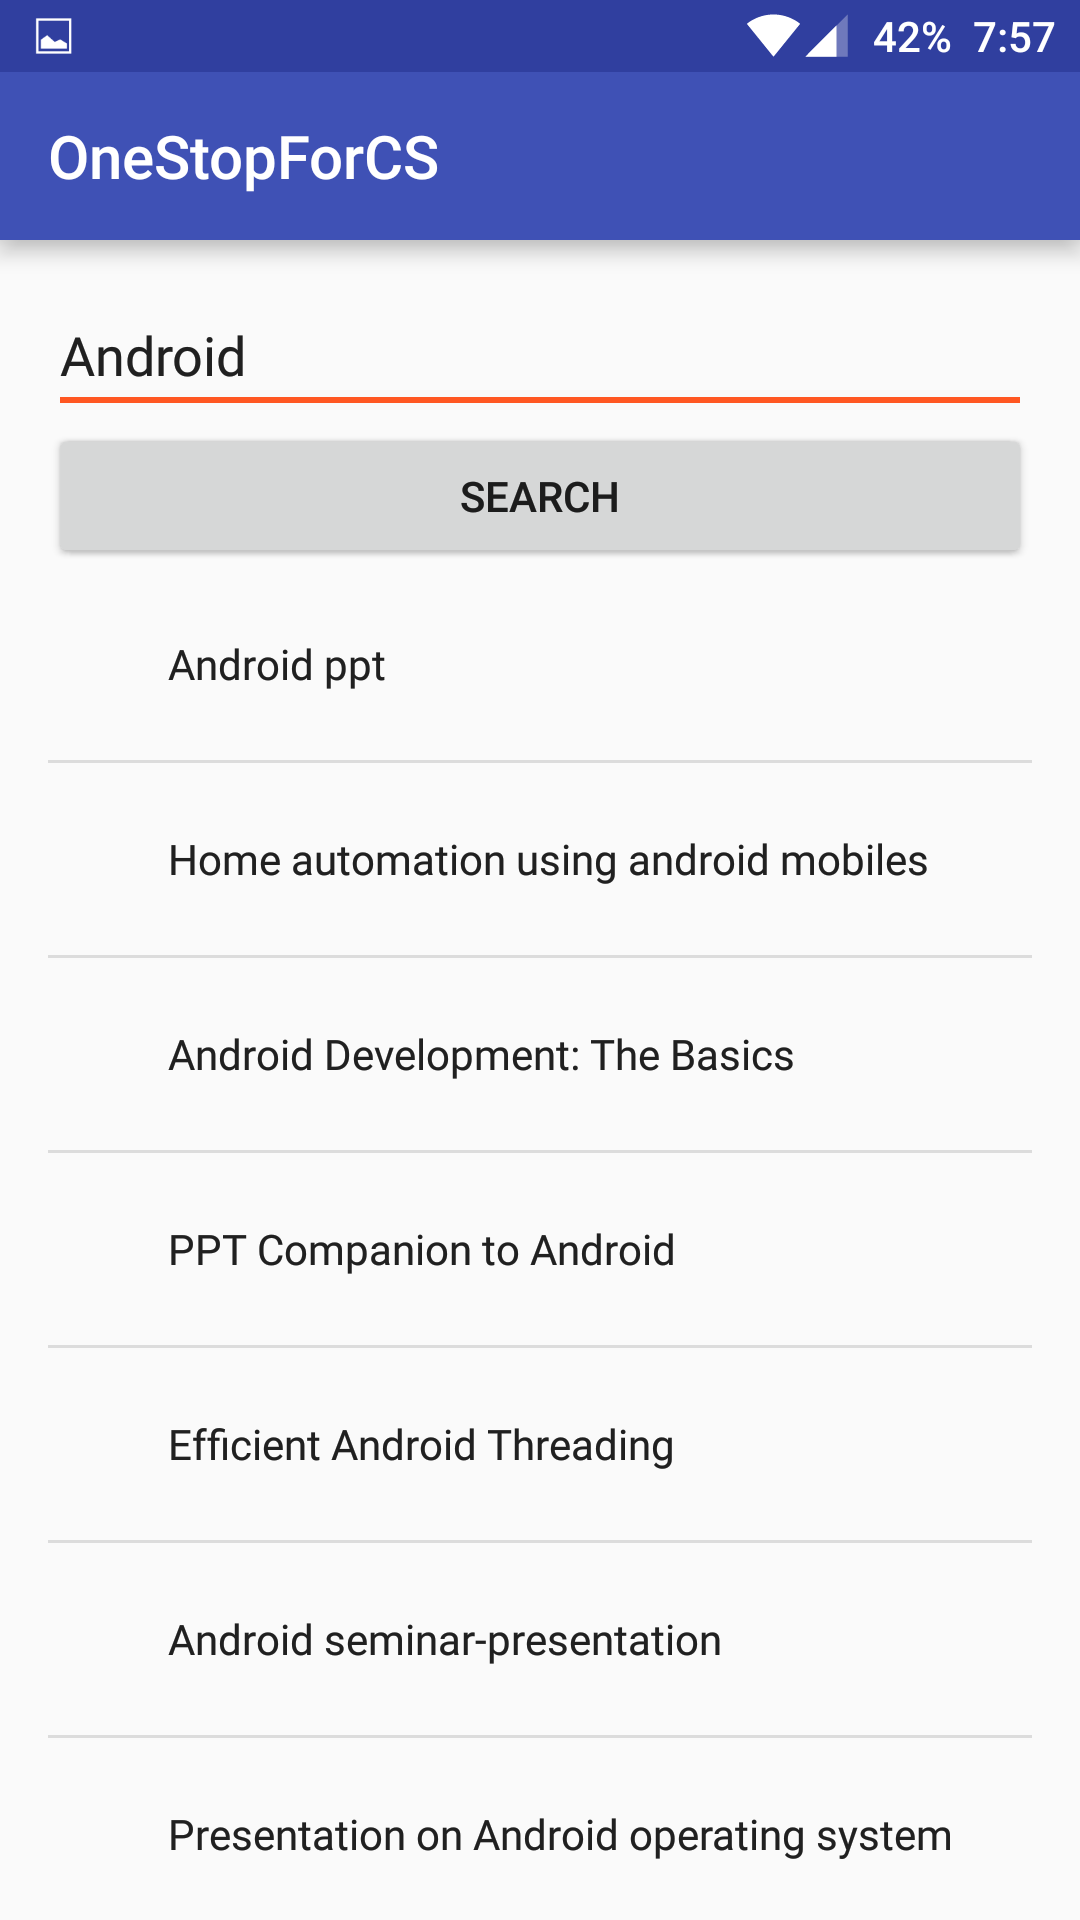 42% 7:57
OneStopForCS
Android
SEARCH
Android ppt
Home automation using android mobiles
Android Development: The Basics
PPT Companion to Android
Efficient Android Threading
Android seminar-presentation
Presentation on Android operating system